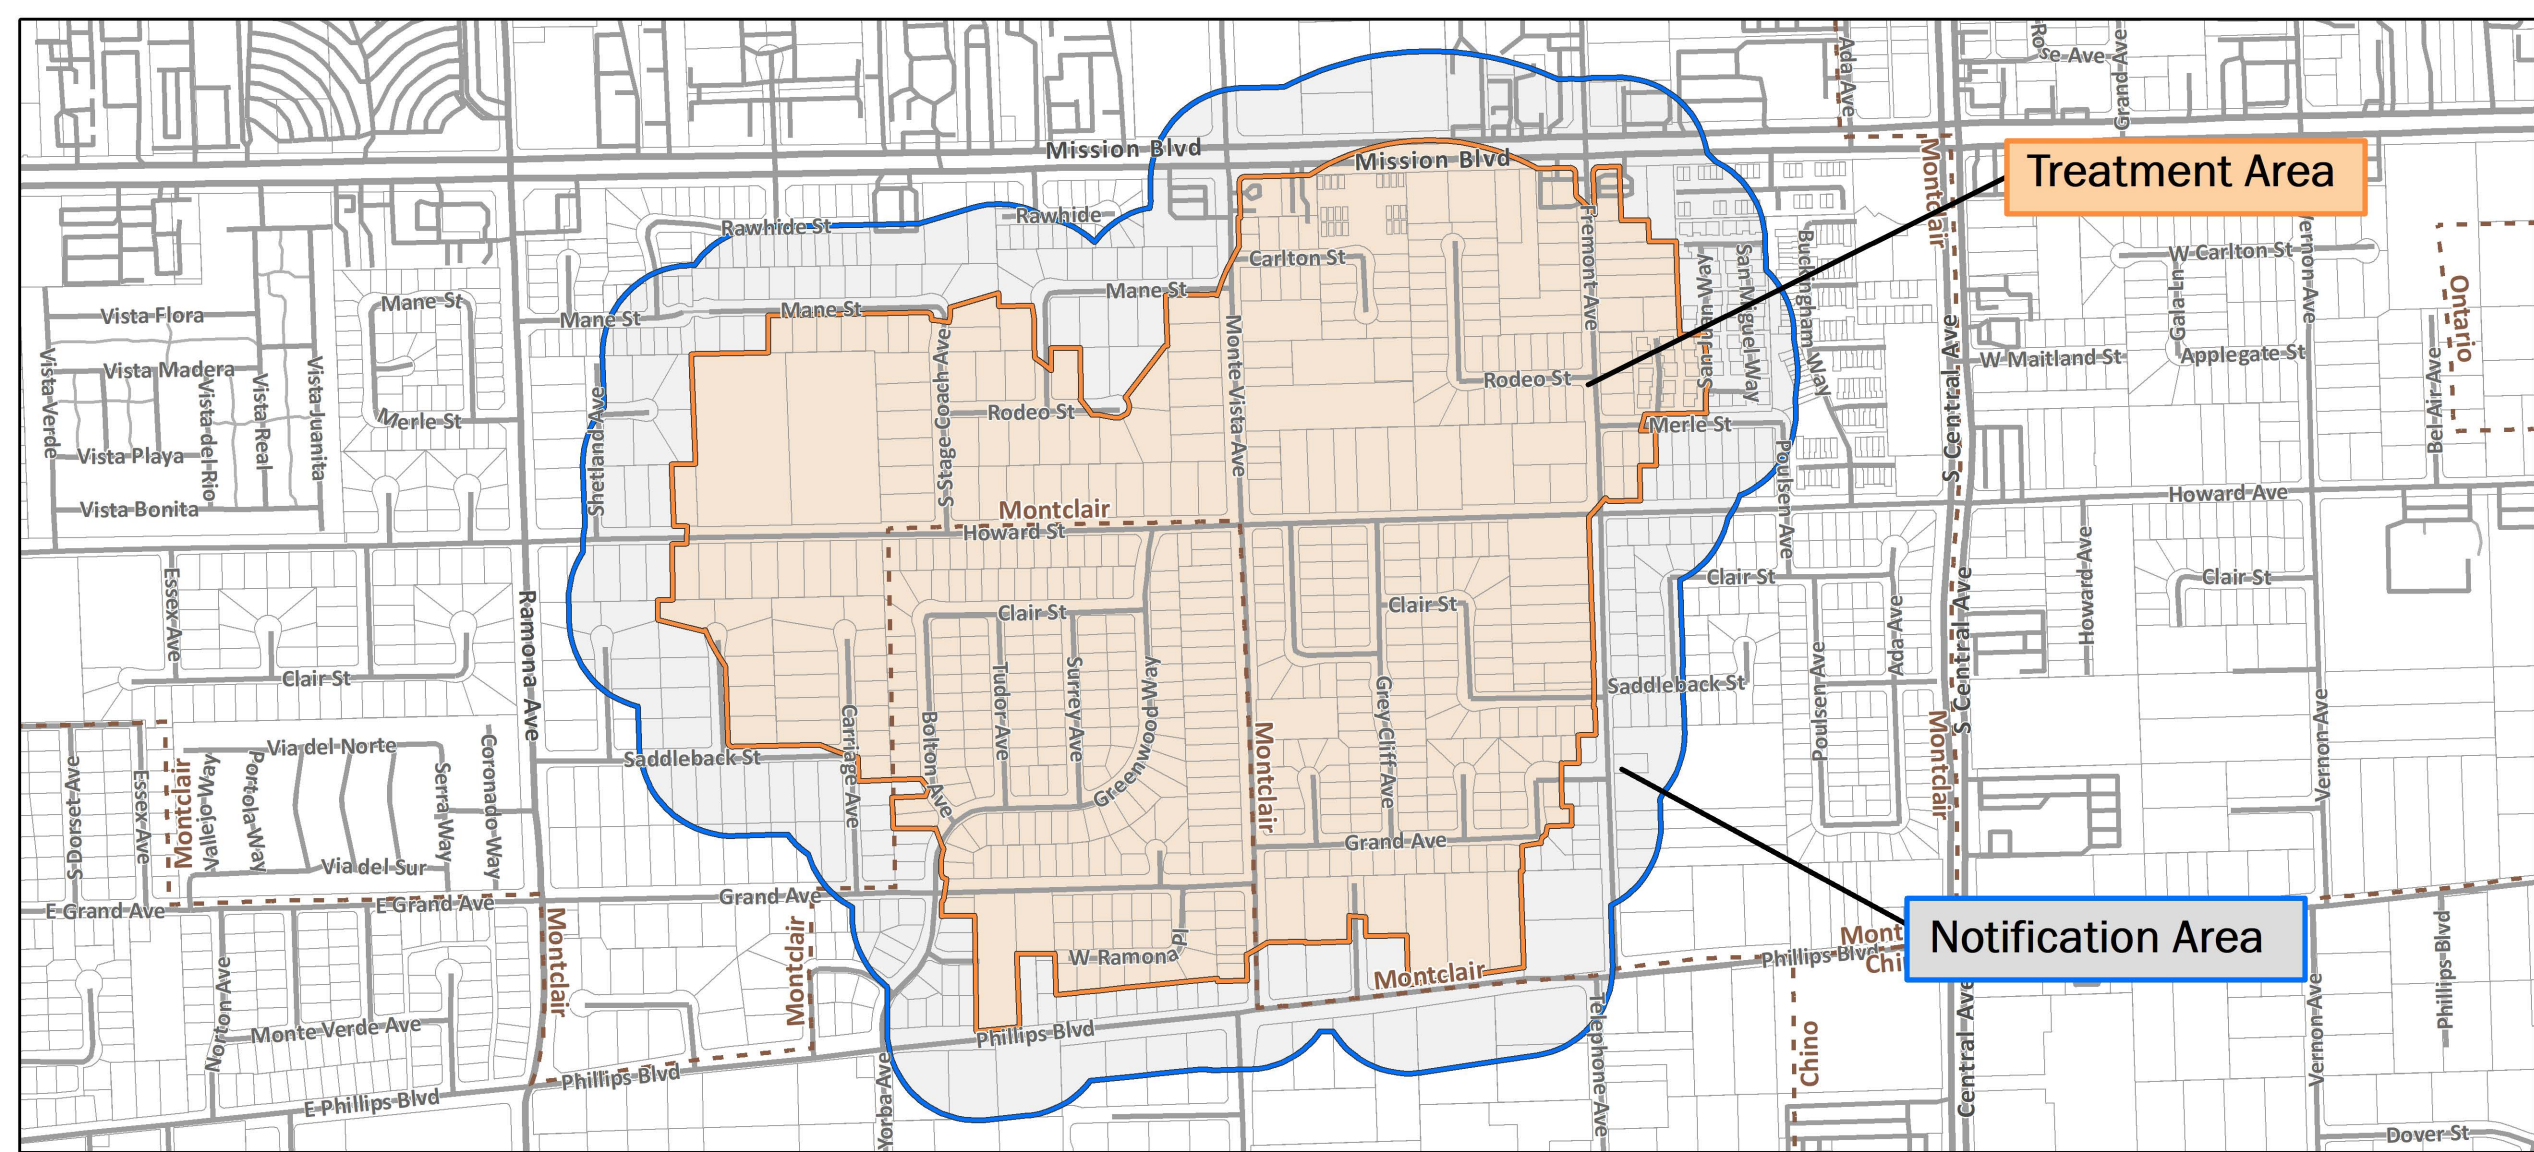 Ada Ave
Rose Ave
Grand Ave
Mission Blvd
Mission Blvd
Montclair
Treatment Area
Rawhide St
Rawhide
Fremont Ave
Carlton St
San Juan Way
San Miguel Way
Buckingham Way
W Carlton St
Vernon Ave
Gala Ln
Ontario
Mane St
Mane St
Mane St
Mane St
Vista Flora
Monte Vista Ave
S Central Ave
W Maitland St
Applegate St
Bel Air Ave
Vista Verde
Vista Madera
Vista del Rio
Vista Real
Vista Juanita
Merle St
Shetland Ave
S Stage Coach Ave
Rodeo St
Rodeo St
Merle St
Vista Playa
Vista Bonita
Poulsen Ave
Howard Ave
Montclair
Howard St
Essex Ave
Ramona Ave
Clair St
Clair St
Clair St
Clair St
Clair St
Howard Ave
Ada Ave
S Central Ave
Tudor Ave
Surrey Ave
Greenwood Way
Grey Cliff Ave
Saddleback St
Poulsen Ave
Vernon Ave
Montclair
Montclair
Carriage Ave
Bolton Ave
Saddleback St
Via del Norte
S Dorset Ave
Essex Ave
Montclair
Vallejo Way
Portola Way
Serra Way
Coronado Way
Via del Sur
Grand Ave
Grand Ave
E Grand Ave
E Grand Ave
Notification Area
Mont
Phillips Blvd
Chi
Montclair
Montclair
W Ramona Pl
Montclair
Phillips Blvd
Norton Ave
Monte Verde Ave
Phillips Blvd
Phillips Blvd
E Phillips Blvd
Yorba Ave
Telephone Ave
Chino
Central Ave
Vernon Ave
Dover St